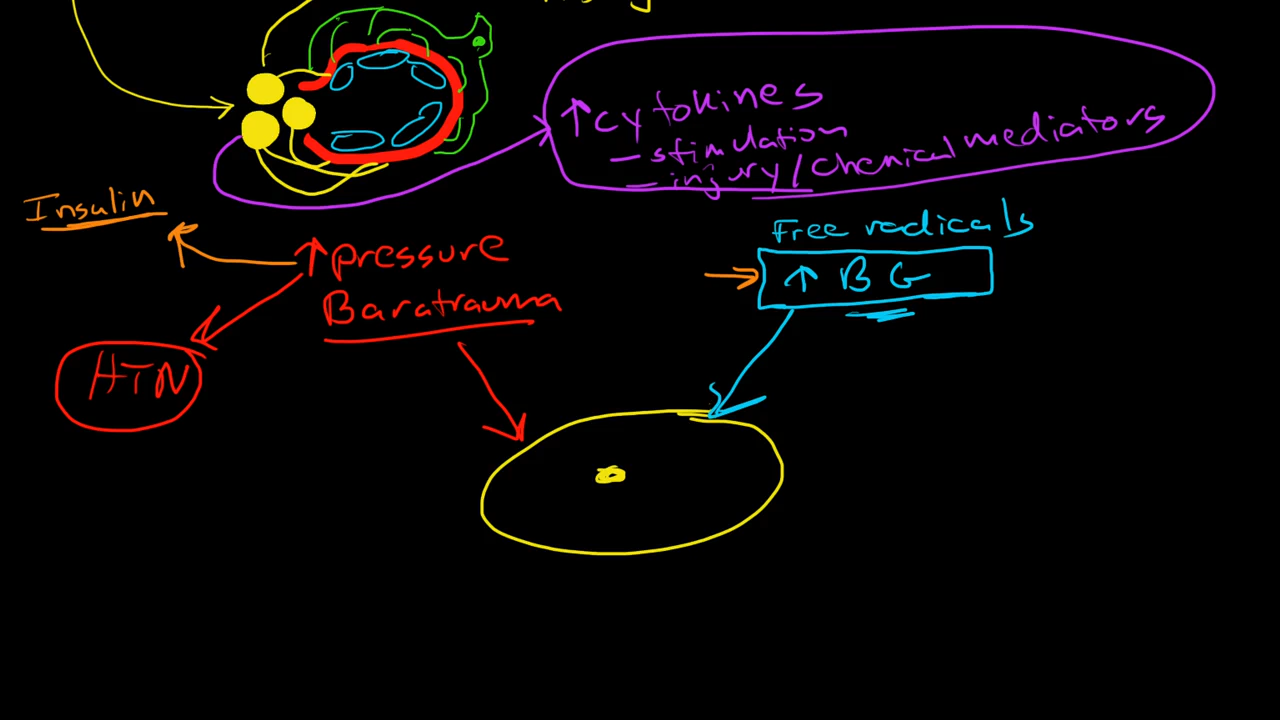 ↑cytokines
- stimulation
- injury/chemical mediators
Insulin
↑pressure
Baratrauma
HTN
Free radicals
↑ BG